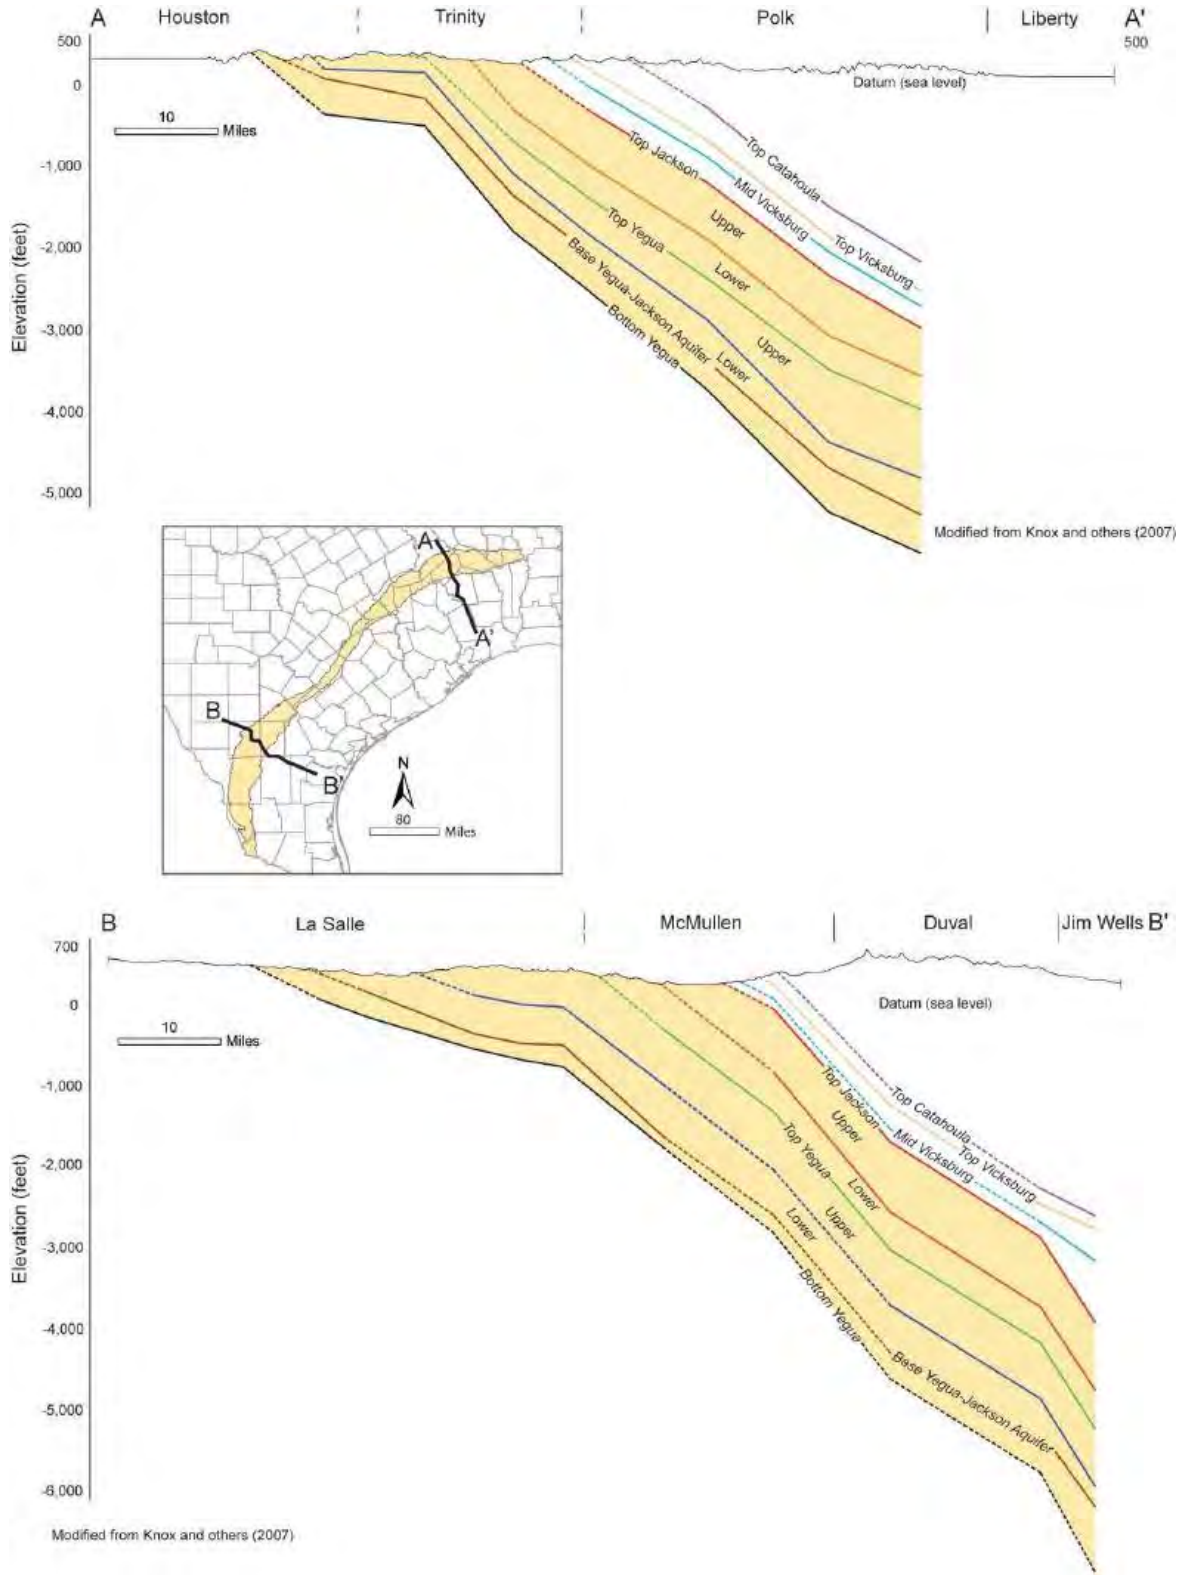 A Houston Trinity Polk Liberty A'
500 500
0
Datum (sea level)
10
Miles
-1,000
-2,000
-3,000
-4,000
-5,000
Elevation (feet)
Top Catahoula
Top Jackson
Mid Vicksburg
Top Vicksburg
Upper
Top Yegua
Lower
Base Yegua-Jackson Aquifer
Upper
Bottom Yegua
Lower
Modified from Knox and others (2007)
A
A'
B
B'
N
80
Miles
B La Salle McMullen Duval Jim Wells B'
700
0
Datum (sea level)
10
Miles
-1,000
-2,000
-3,000
-4,000
-5,000
-6,000
Elevation (feet)
Top Catahoula
Top Jackson
Mid Vicksburg
Top Vicksburg
Upper
Top Yegua
Lower
Upper
Lower
Bottom Yegua
Base Yegua-Jackson Aquifer
Modified from Knox and others (2007)